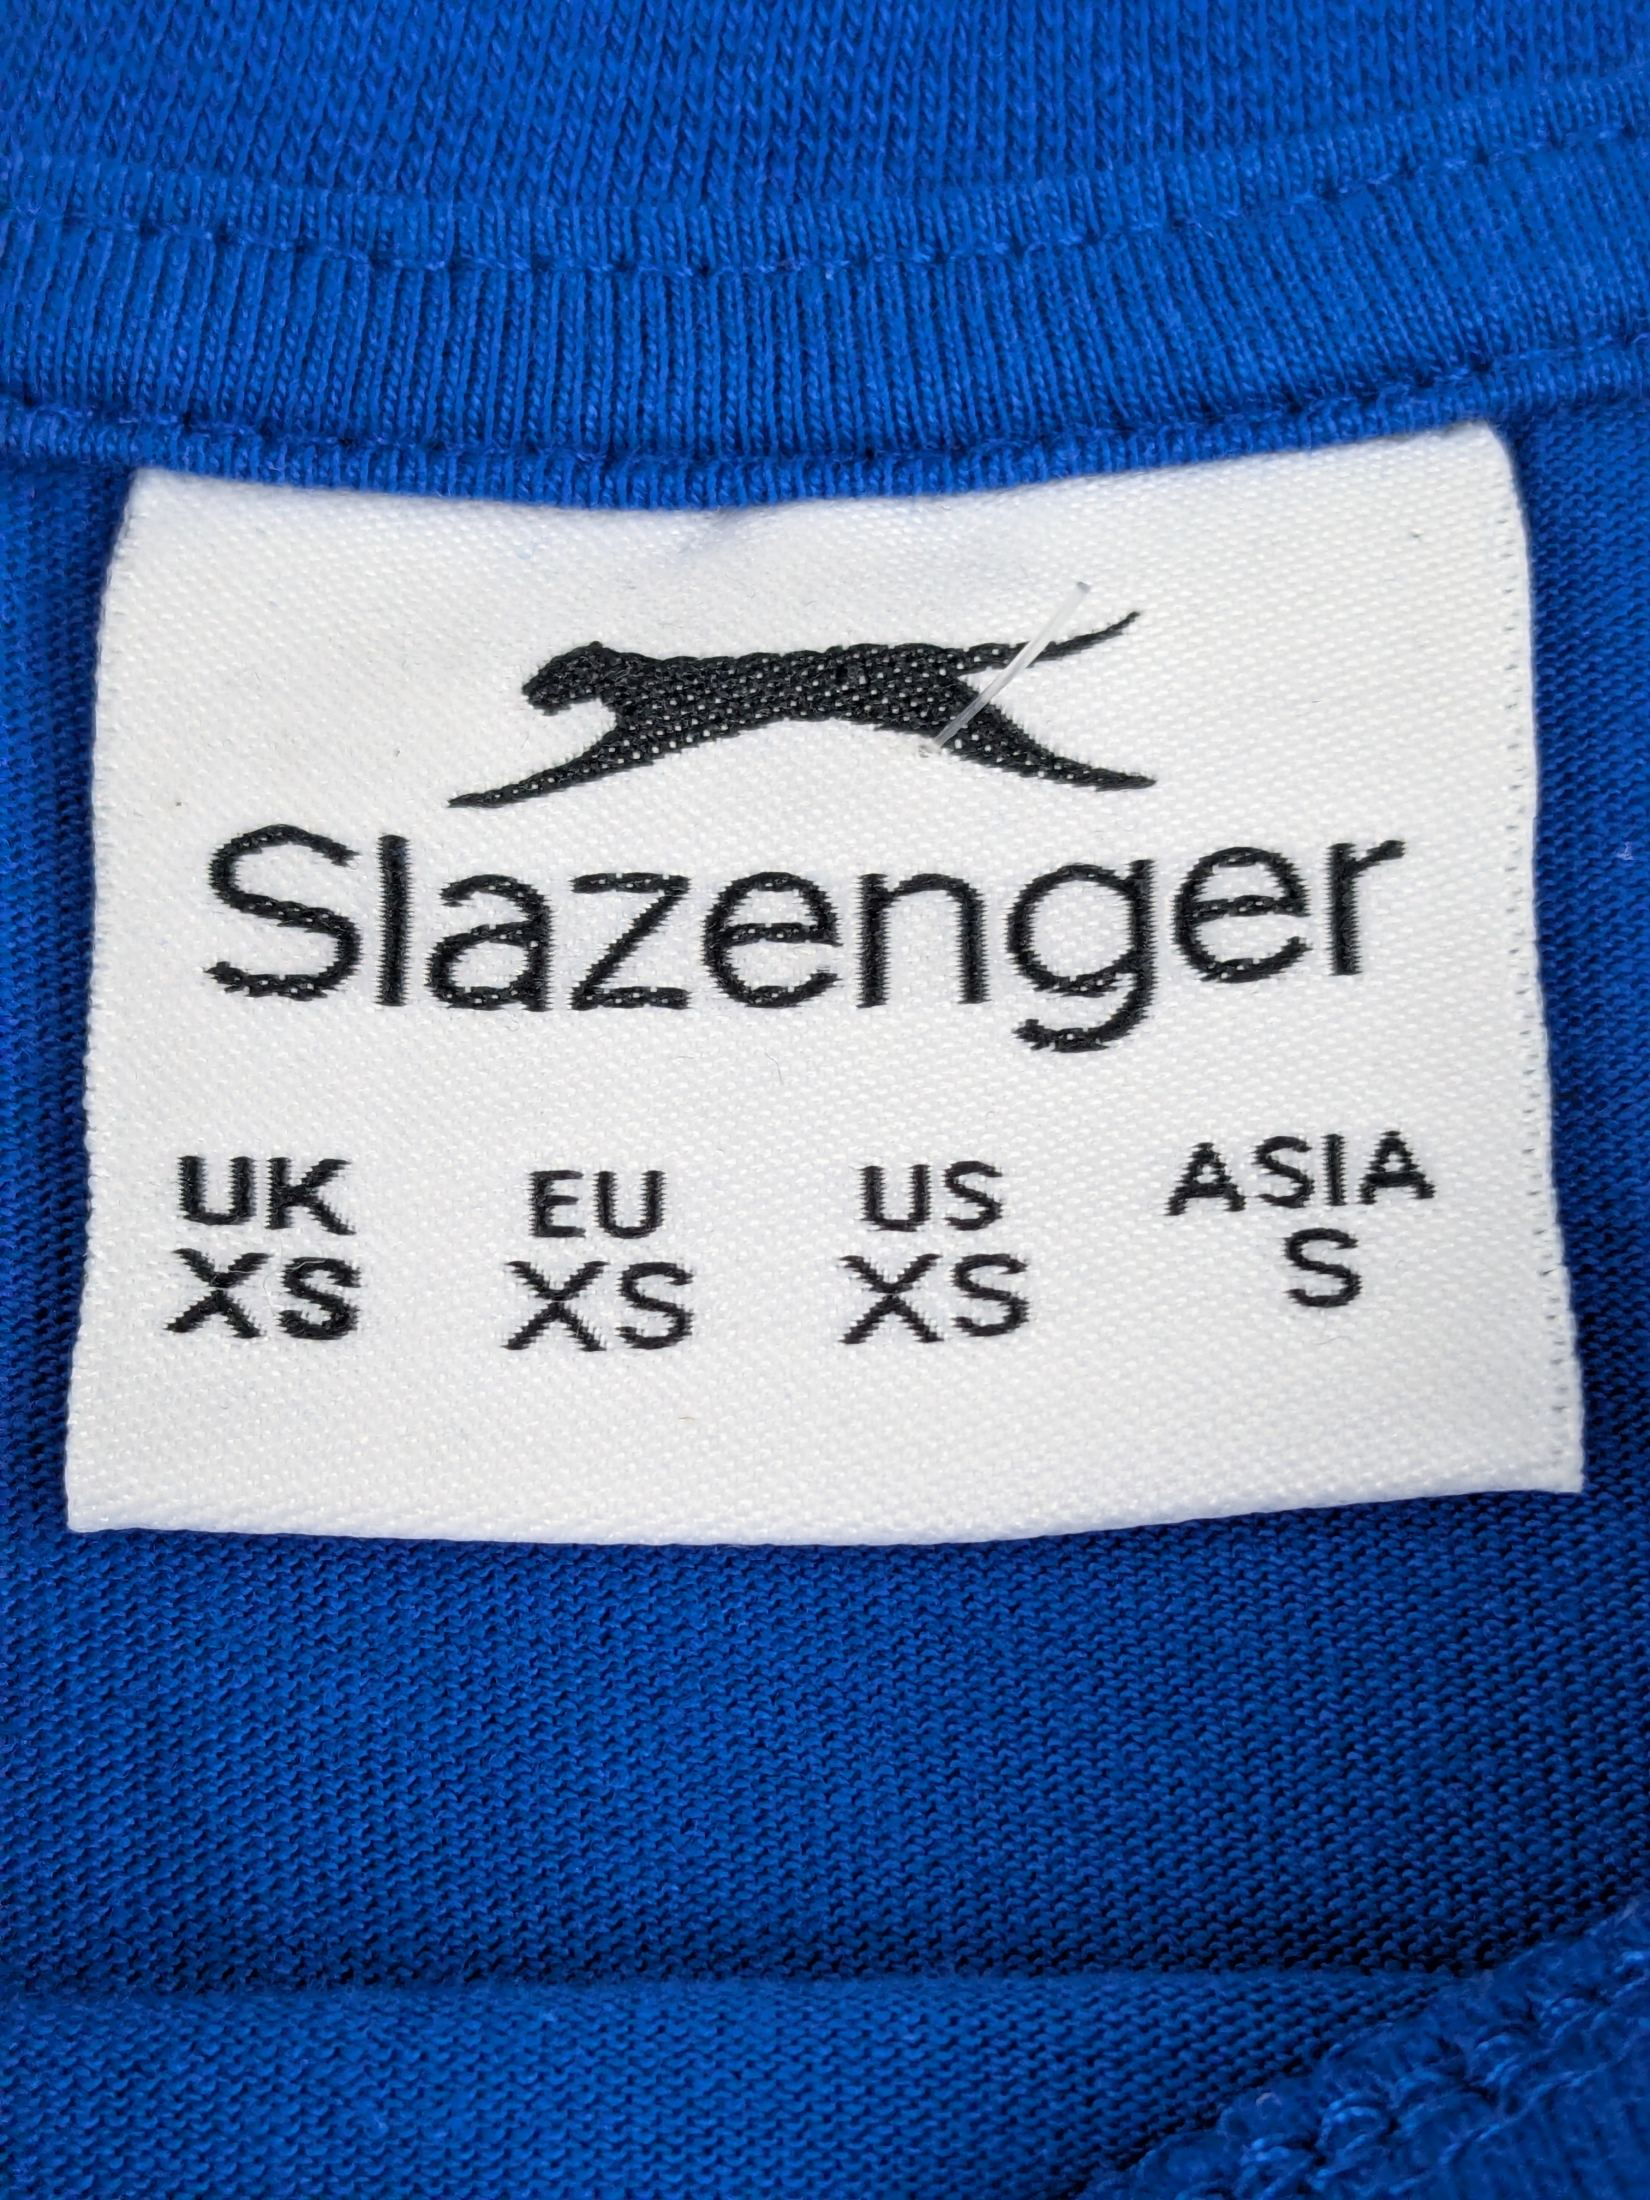 Slazenger
UK EU US ASIA
XS XS XS S